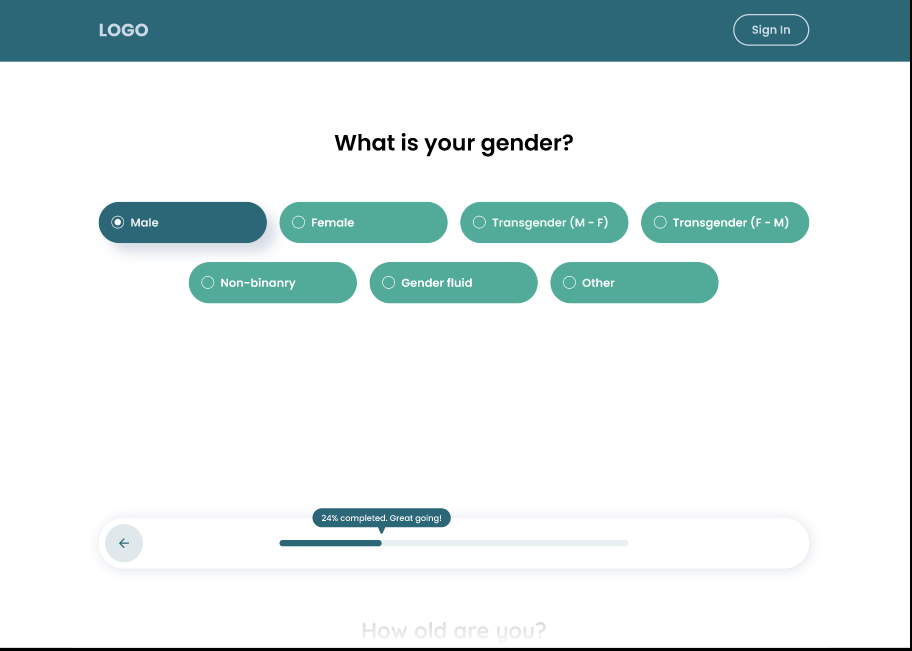 LOGO
Sign In
What is your gender?
Male
Female
Transgender (M - F)
Transgender (F - M)
Non-binanry
Gender fluid
Other
24% completed. Great going!
How old are you?